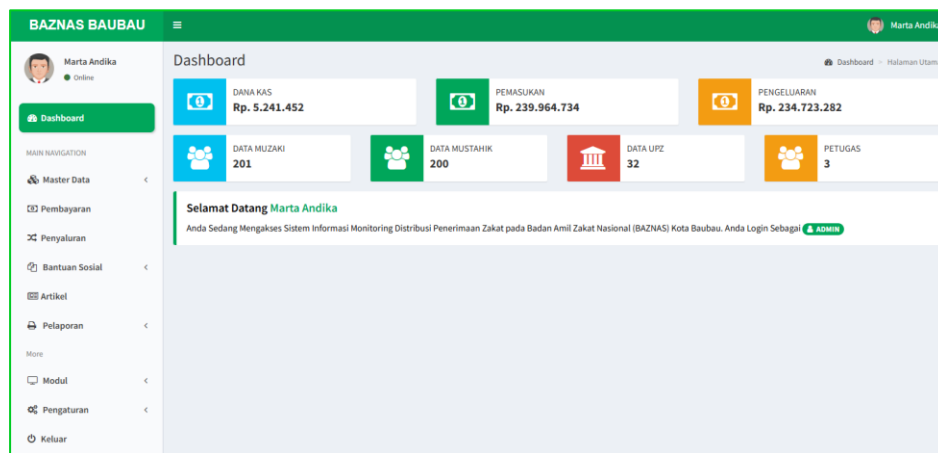 BAZNAS BAUBAU
Marta Andika
Marta Andika
Online
Dashboard
MAIN NAVIGATION
Master Data
Pembayaran
Penyaluran
Bantuan Sosial
Artikel
Pelaporan
More
Modul
Pengaturan
Keluar
Dashboard
Dashboard > Halaman Utam
DANA KAS
Rp. 5.241.452
PEMASUKAN
Rp. 239.964.734
PENGELUARAN
Rp. 234.723.282
DATA MUZAKI
201
DATA MUSTAHIK
200
DATA UPZ
32
PETUGAS
3
Selamat Datang Marta Andika
Anda Sedang Mengakses Sistem Informasi Monitoring Distribusi Penerimaan Zakat pada Badan Amil Zakat Nasional (BAZNAS) Kota Baubau. Anda Login Sebagai ADMIN